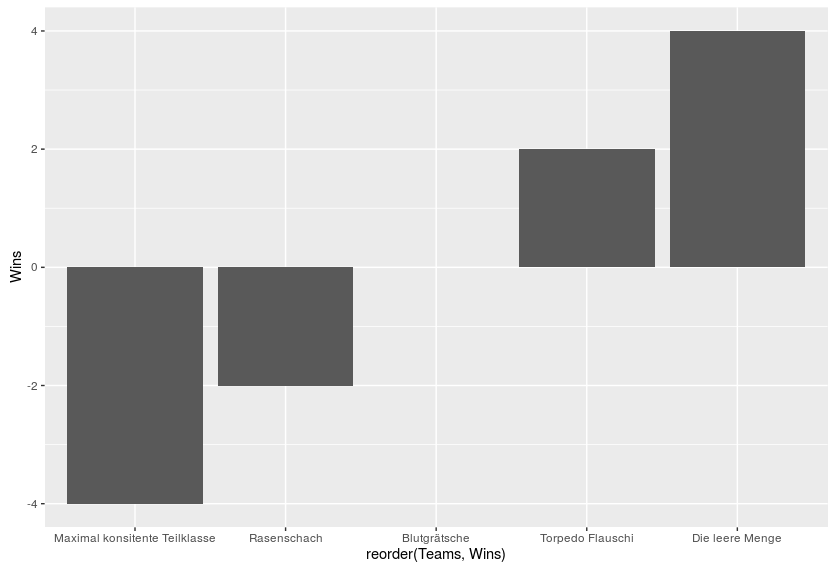 4
2
0
-2
-4
Wins
Maximal konsitente Teilklasse Rasenschach Blutgrätsche Torpedo Flauschi Die leere Menge
reorder(Teams, Wins)